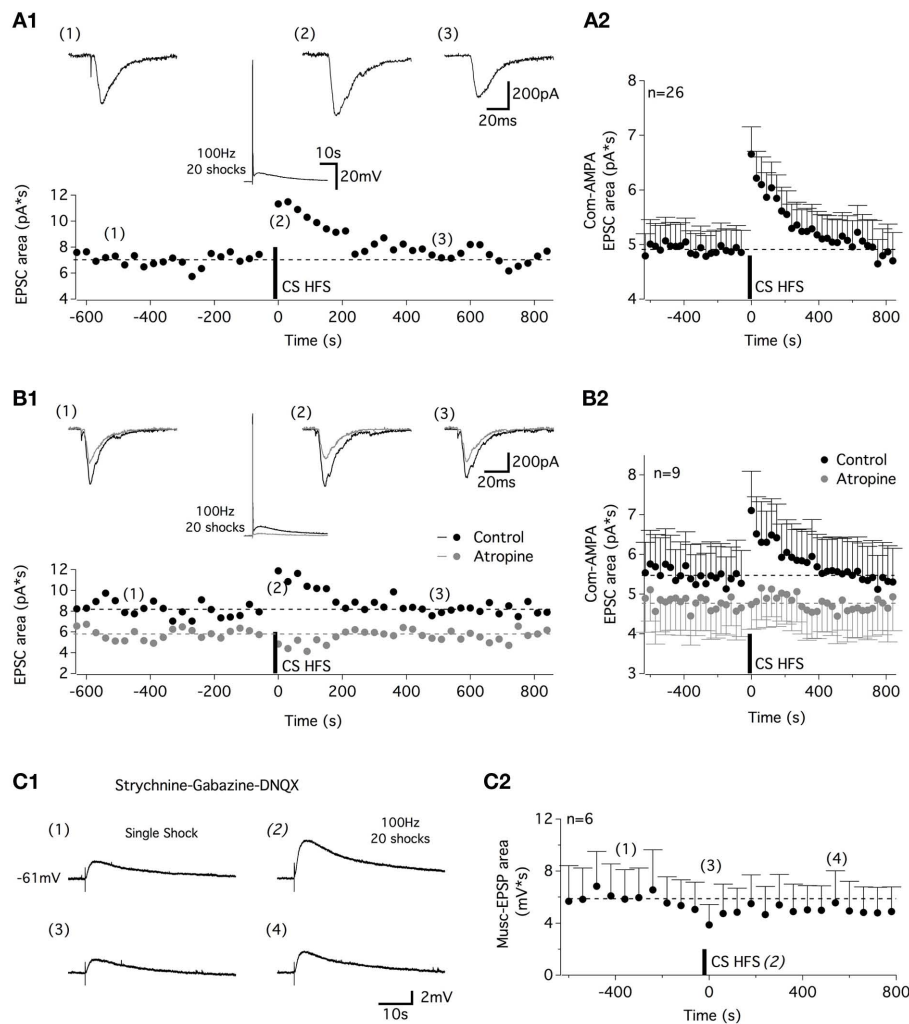 A1
(1)
(2)
(3)
200pA
20ms
100Hz
20 shocks
10s
20mV
EPSC area (pA*s)
12
10
8
6
4
(1)
(2)
(3)
CS HFS
-600
-400
-200
0
200
400
600
800
Time (s)
A2
n=26
Com-AMPA
EPSC area (pA*s)
8
7
6
5
4
CS HFS
-400
0
400
800
Time (s)
B1
(1)
(2)
(3)
200pA
20ms
100Hz
20 shocks
Control
Atropine
EPSC area (pA*s)
12
10
8
6
4
2
(1)
(2)
(3)
CS HFS
-600
-400
-200
0
200
400
600
800
Time (s)
B2
n=9
Control
Atropine
Com-AMPA
EPSC area (pA*s)
8
7
6
5
4
3
CS HFS
-400
0
400
800
Time (s)
C1
Strychnine-Gabazine-DNQX
(1)
Single Shock
(2)
100Hz
20 shocks
-61mV
(3)
(4)
2mV
10s
C2
n=6
Musc-EPSP area
(mV*s)
12
8
4
0
(1)
(3)
(4)
CS HFS (2)
-400
0
400
800
Time (s)